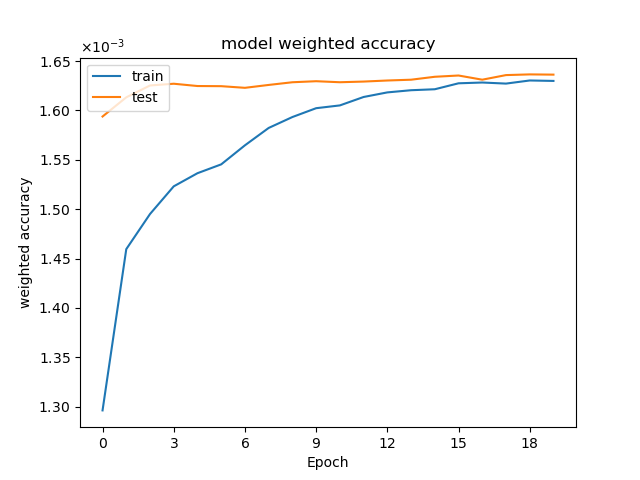 model weighted accuracy
×10⁻³
1.65
1.60
1.55
1.50
1.45
1.40
1.35
1.30
weighted accuracy
train
test
0 3 6 9 12 15 18
Epoch